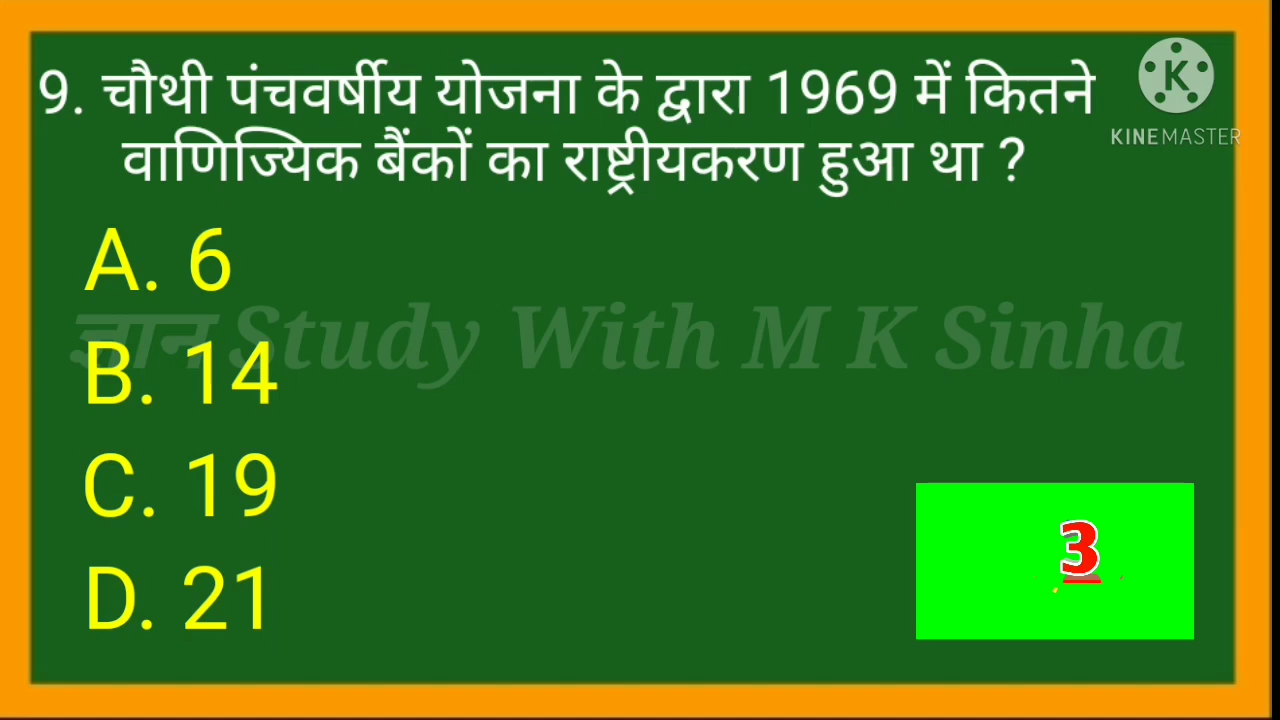 9. चौथी पंचवर्षीय योजना के द्वारा 1969 में कितने
वाणिज्यिक बैंकों का राष्ट्रीयकरण हुआ था ?
K
KINEMASTER
A. 6
ज्ञान Study With M K Sinha
B. 14
C. 19
D. 21
3